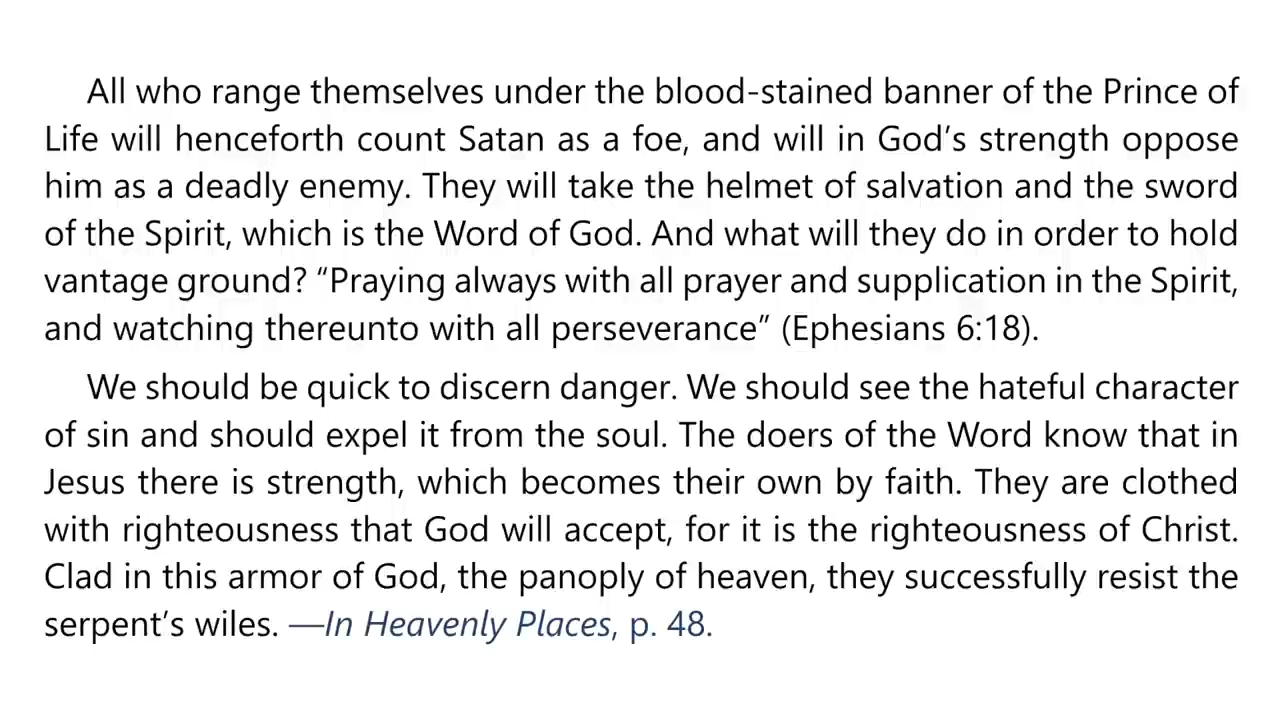 All who range themselves under the blood-stained banner of the Prince of
Life will henceforth count Satan as a foe, and will in God’s strength oppose
him as a deadly enemy. They will take the helmet of salvation and the sword
of the Spirit, which is the Word of God. And what will they do in order to hold
vantage ground? “Praying always with all prayer and supplication in the Spirit,
and watching thereunto with all perseverance” (Ephesians 6:18).
We should be quick to discern danger. We should see the hateful character
of sin and should expel it from the soul. The doers of the Word know that in
Jesus there is strength, which becomes their own by faith. They are clothed
with righteousness that God will accept, for it is the righteousness of Christ.
Clad in this armor of God, the panoply of heaven, they successfully resist the
serpent’s wiles. —In Heavenly Places, p. 48.